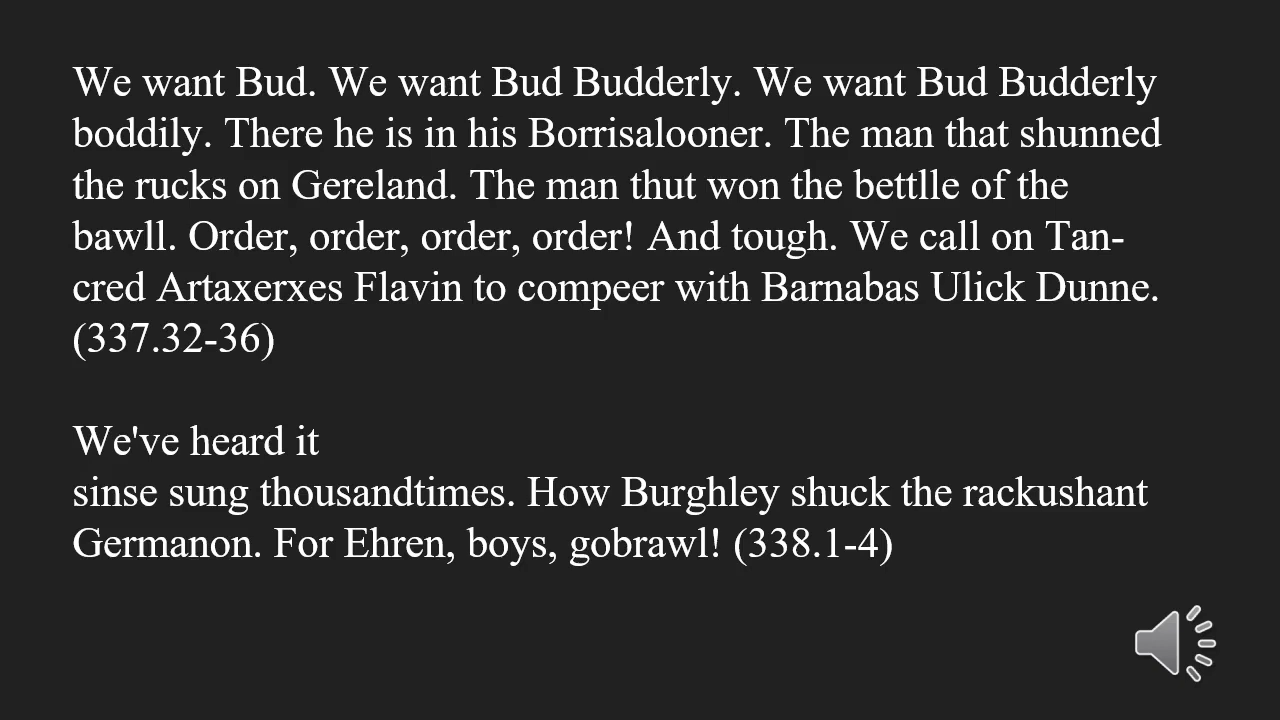 We want Bud. We want Bud Budderly. We want Bud Budderly
boddily. There he is in his Borrisalooner. The man that shunned
the rucks on Gereland. The man thut won the bettlle of the
bawll. Order, order, order, order! And tough. We call on Tan-
cred Artaxerxes Flavin to compeer with Barnabas Ulick Dunne.
(337.32-36)
We've heard it
sinse sung thousandtimes. How Burghley shuck the rackushant
Germanon. For Ehren, boys, gobrawl! (338.1-4)